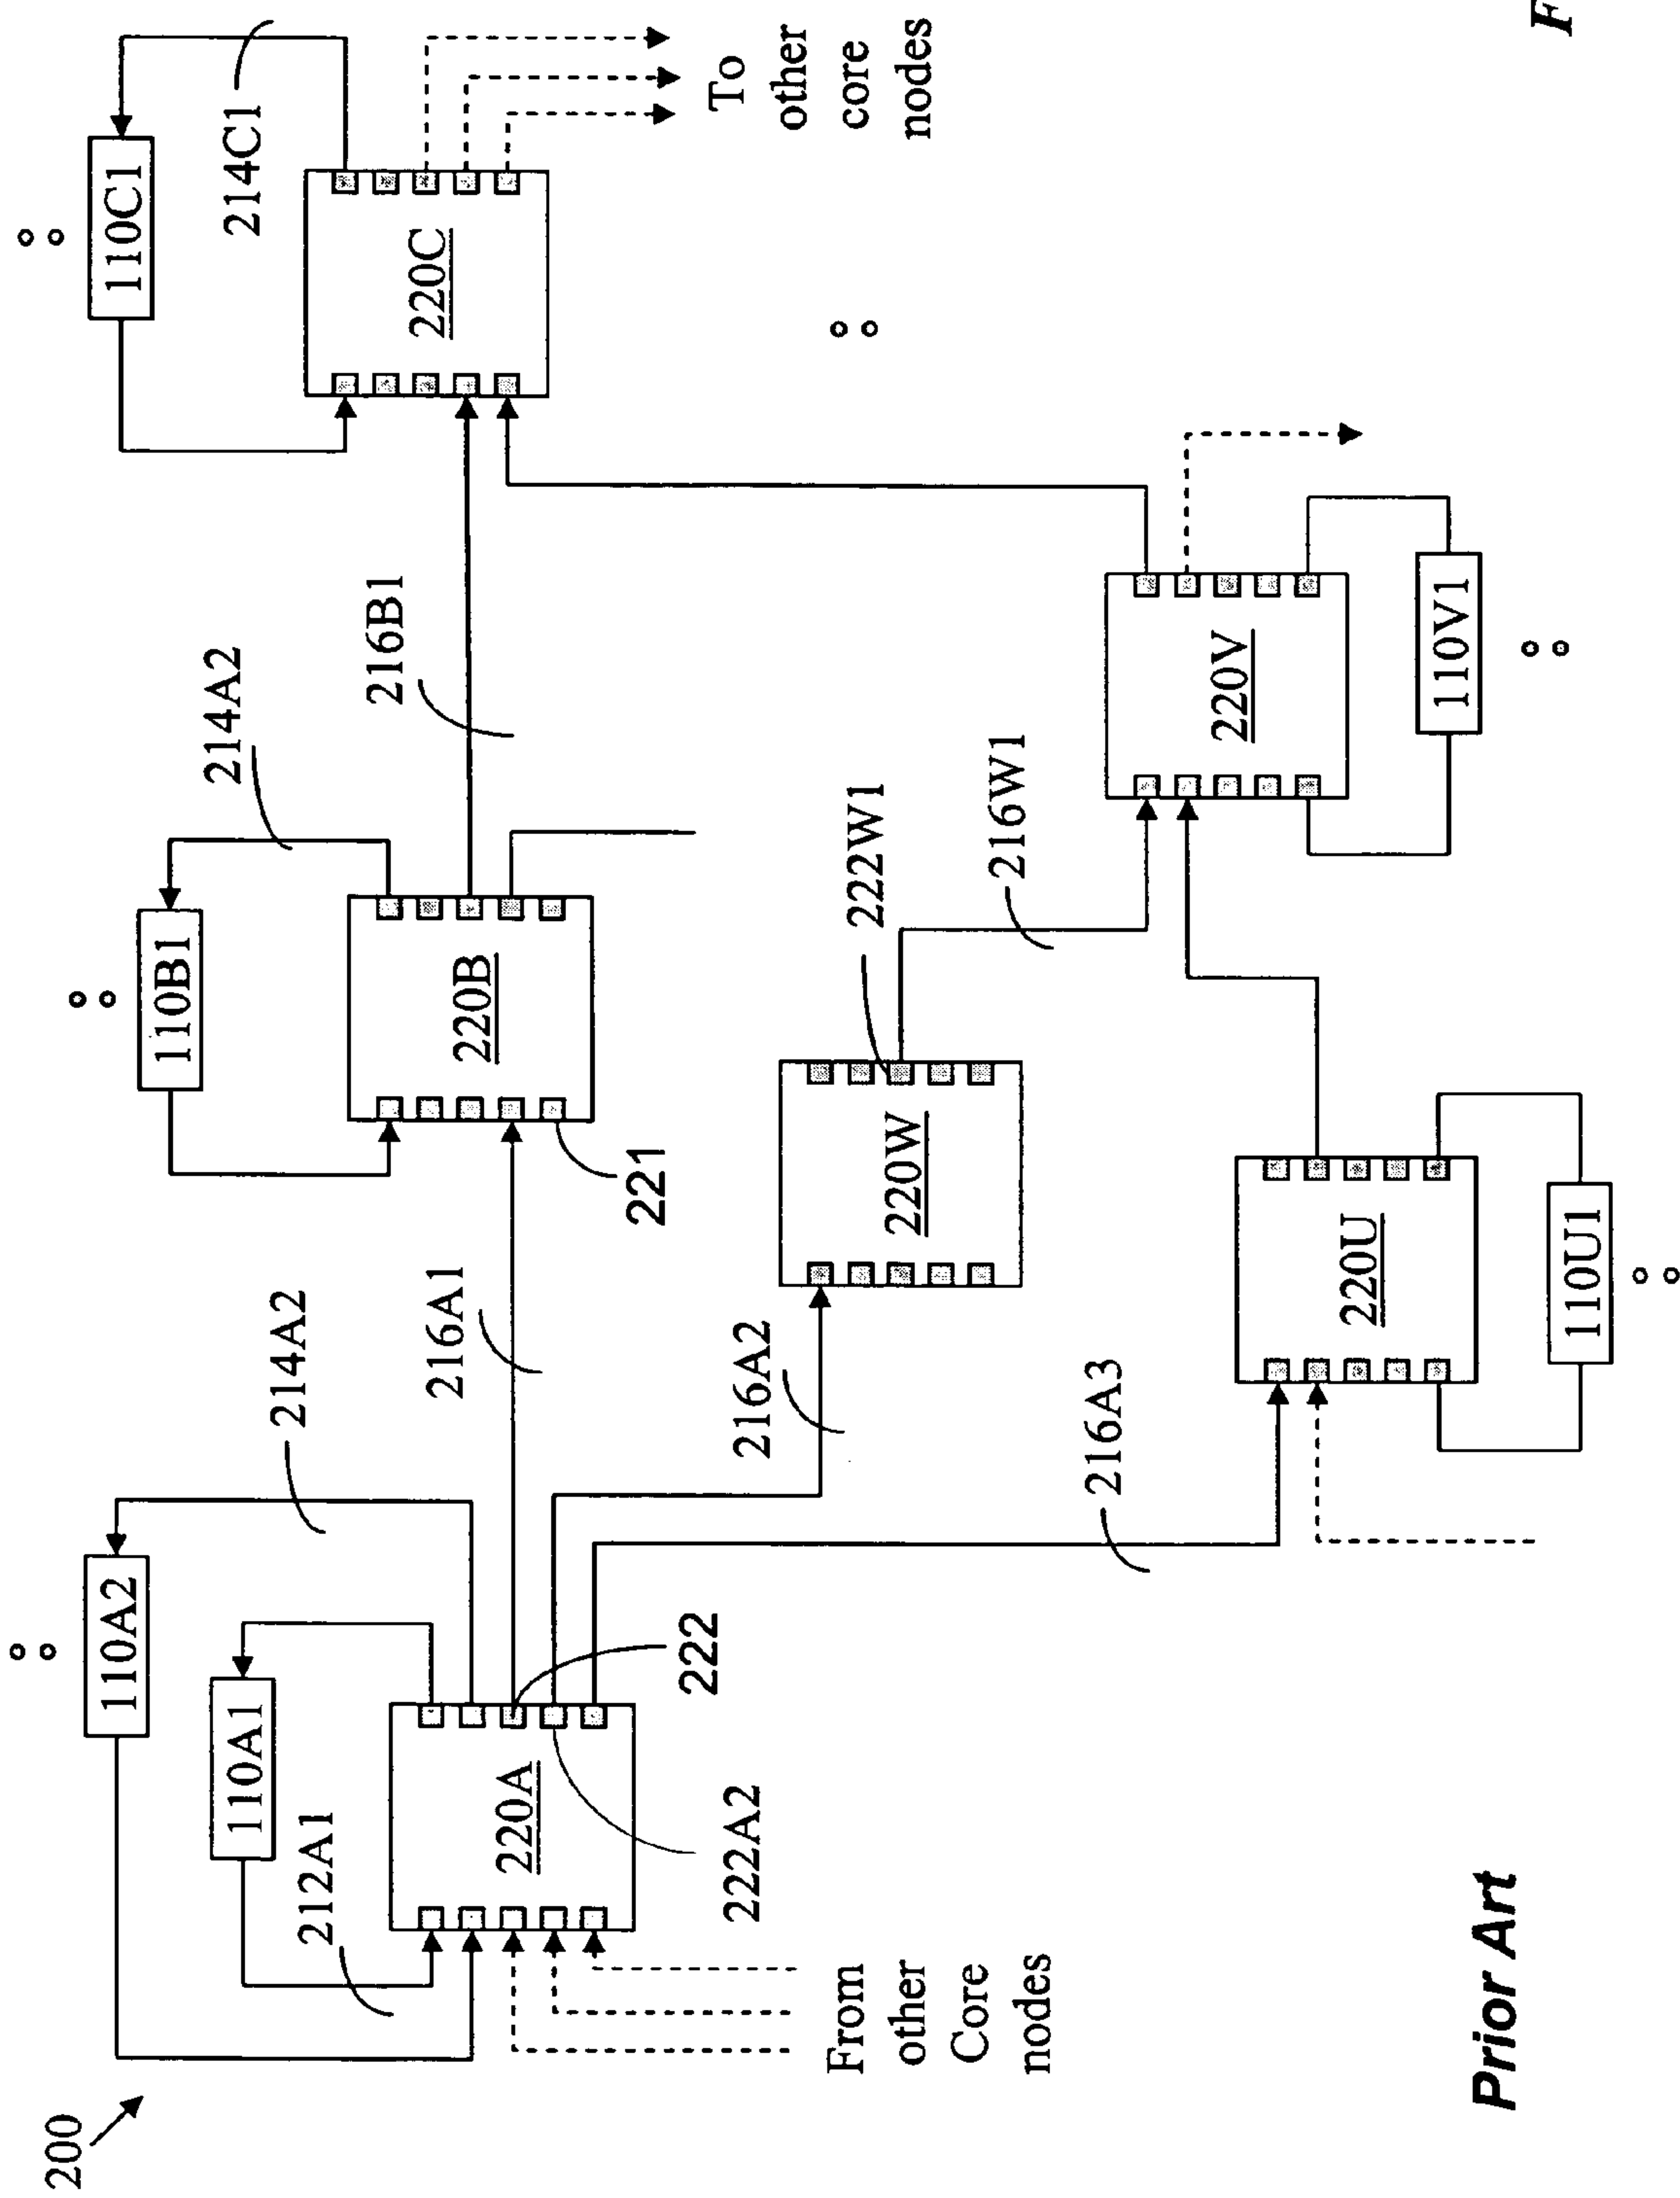 200
110A2
110A1
212A1
214A2
220A
222A2
222
From
other
Core
nodes
216A1
216A2
216A3
110B1
214A2
220B
221
216B1
220W
222W1
216W1
220U
110U1
220V
110V1
110C1
214C1
220C
To
other
core
nodes
Prior Art
F